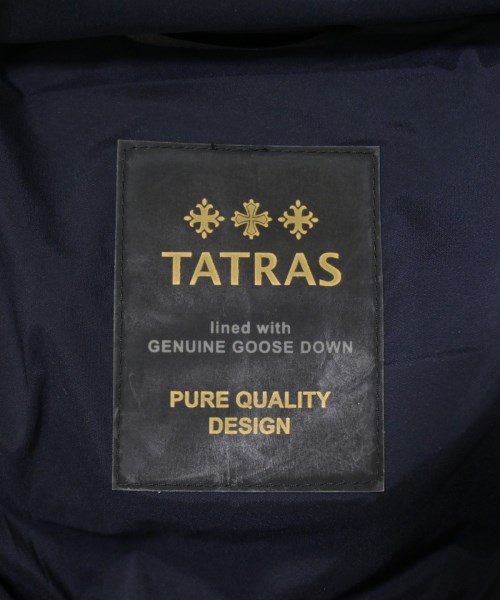 TATRAS
lined with
GENUINE GOOSE DOWN
PURE QUALITY
DESIGN